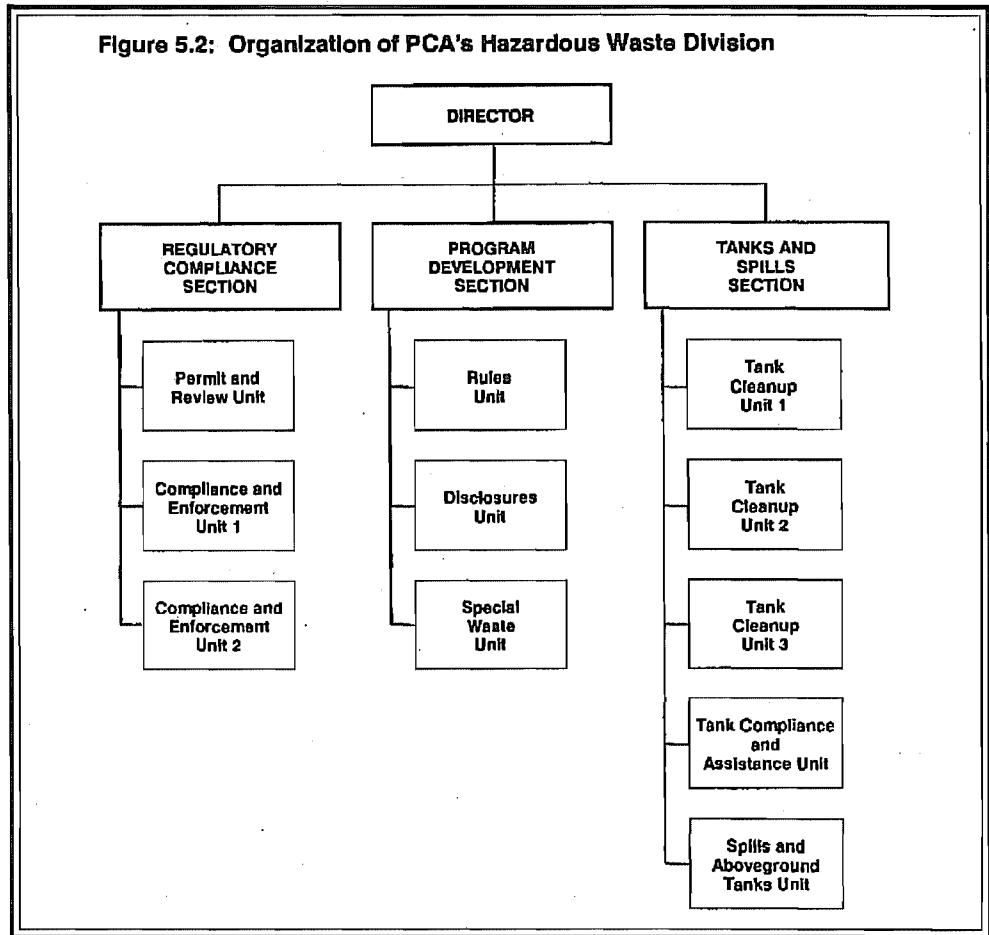 Figure 5.2: Organization of PCA's Hazardous Waste Division
DIRECTOR
REGULATORY
COMPLIANCE
SECTION
Permit and
Review Unit
Compliance and
Enforcement
Unit 1
Compliance and
Enforcement
Unit 2
PROGRAM
DEVELOPMENT
SECTION
Rules
Unit
Disclosures
Unit
Special
Waste
Unit
TANKS AND
SPILLS
SECTION
Tank
Cleanup
Unit 1
Tank
Cleanup
Unit 2
Tank
Cleanup
Unit 3
Tank Compliance
and
Assistance Unit
Spills and
Aboveground
Tanks Unit